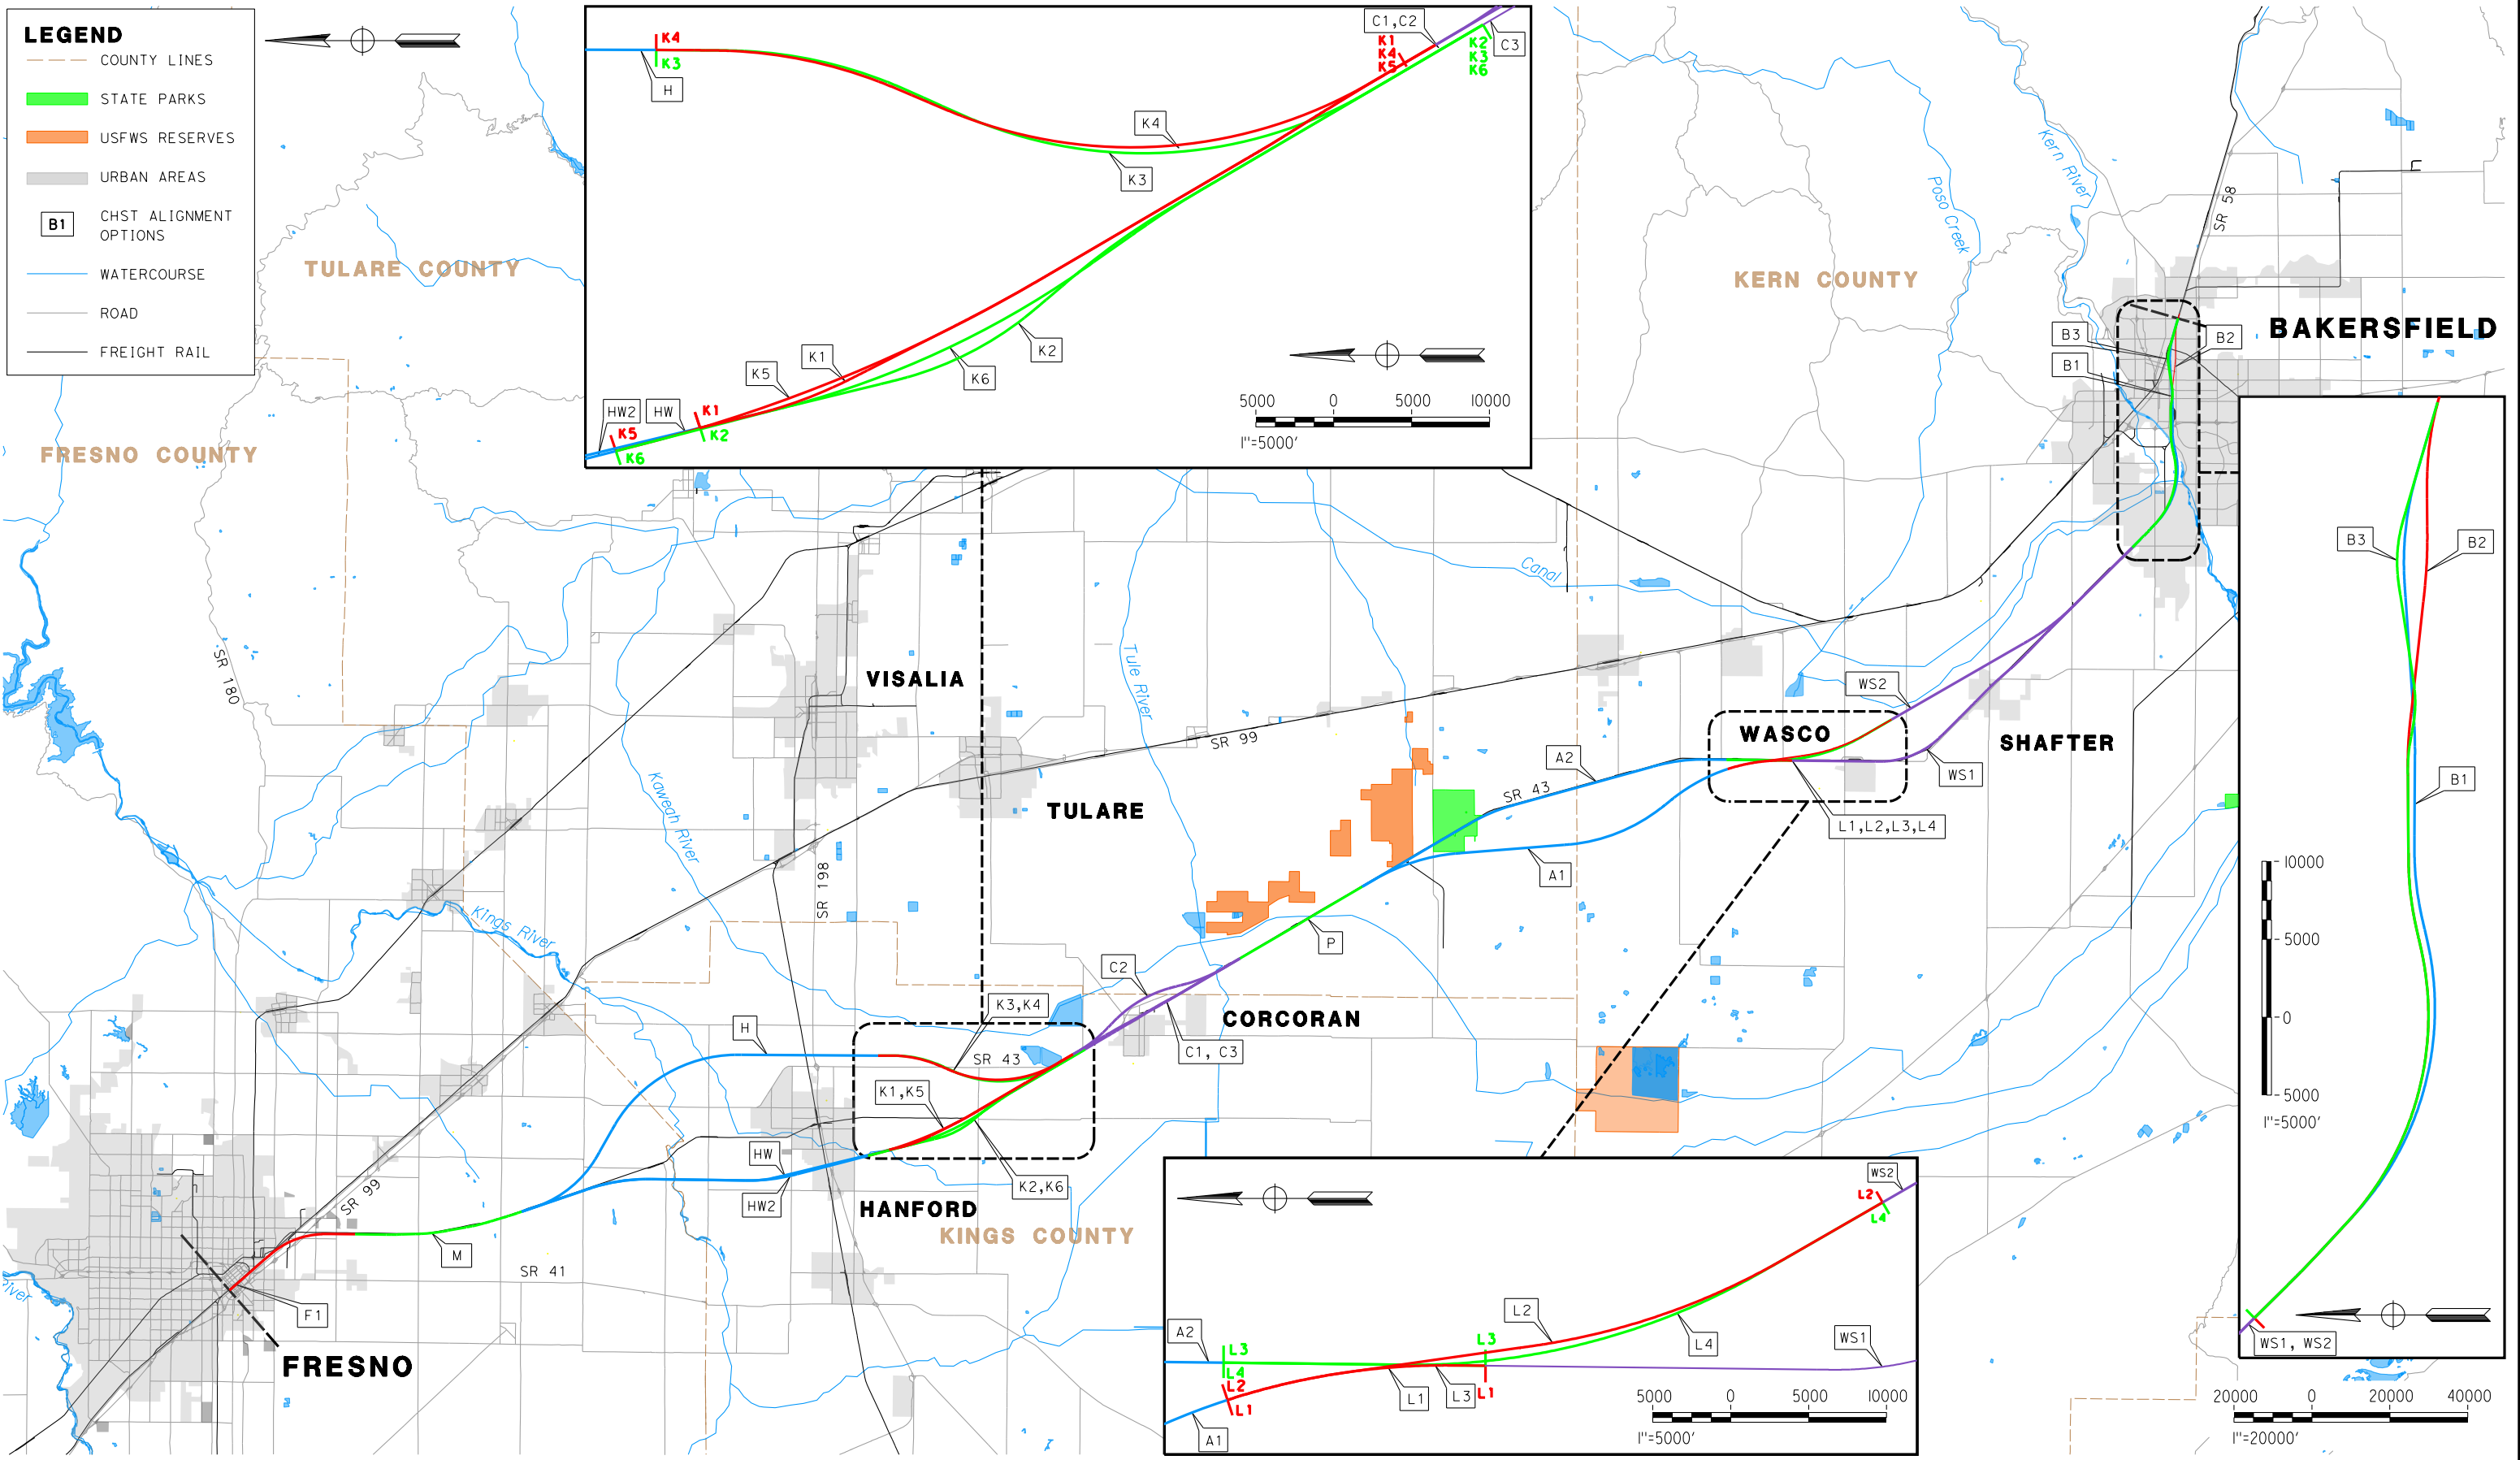 LEGEND
COUNTY LINES
STATE PARKS
USFWS RESERVES
URBAN AREAS
B1
CHST ALIGNMENT
OPTIONS
WATERCOURSE
ROAD
FREIGHT RAIL
K4
K3
H
K4
K3
C1,C2
K1
K4
K5
K2
K3
K6
C3
K5
K1
K2
K6
HW2
HW
K1
K2
K5
K6
5000
0
5000
10000
1"=5000'
TULARE COUNTY
FRESNO COUNTY
KERN COUNTY
KINGS COUNTY
Kern River
Poso Creek
SR 58
BAKERSFIELD
B3
B2
B1
B3
B2
B1
10000
5000
0
5000
1"=5000'
WS1, WS2
SR 180
VISALIA
TULARE
Tule River
Canal
SR 99
Kaweah River
SR 198
Kings River
WS2
WASCO
SHAFTER
A2
SR 43
WS1
L1,L2,L3,L4
A1
P
C2
K3,K4
CORCORAN
H
SR 43
C1, C3
K1,K5
HW
K2,K6
HW2
HANFORD
SR 99
M
SR 41
F1
River
FRESNO
WS2
L2
L4
L2
L4
A2
L3
L4
L2
L1
L3
L1
L1
L3
WS1
A1
5000
0
5000
10000
1"=5000'
20000
0
20000
40000
1"=20000'